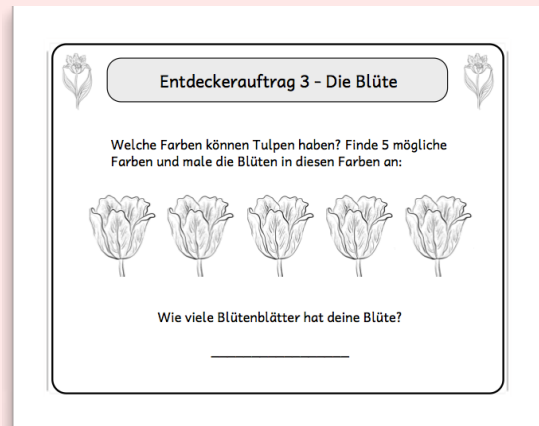 Entdeckerauftrag 3 - Die Blüte
Welche Farben können Tulpen haben? Finde 5 mögliche
Farben und male die Blüten in diesen Farben an:
Wie viele Blütenblätter hat deine Blüte?